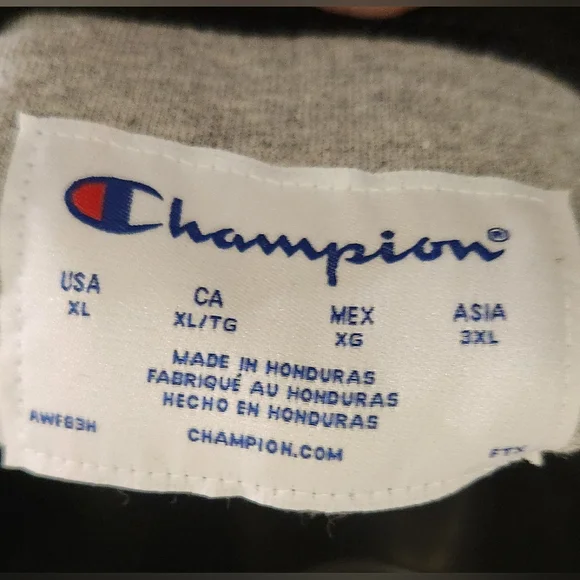 Champion®
USA CA MEX ASIA
XL XL/TG XG 3XL
MADE IN HONDURAS
FABRIQUÉ AU HONDURAS
HECHO EN HONDURAS
CHAMPION.COM